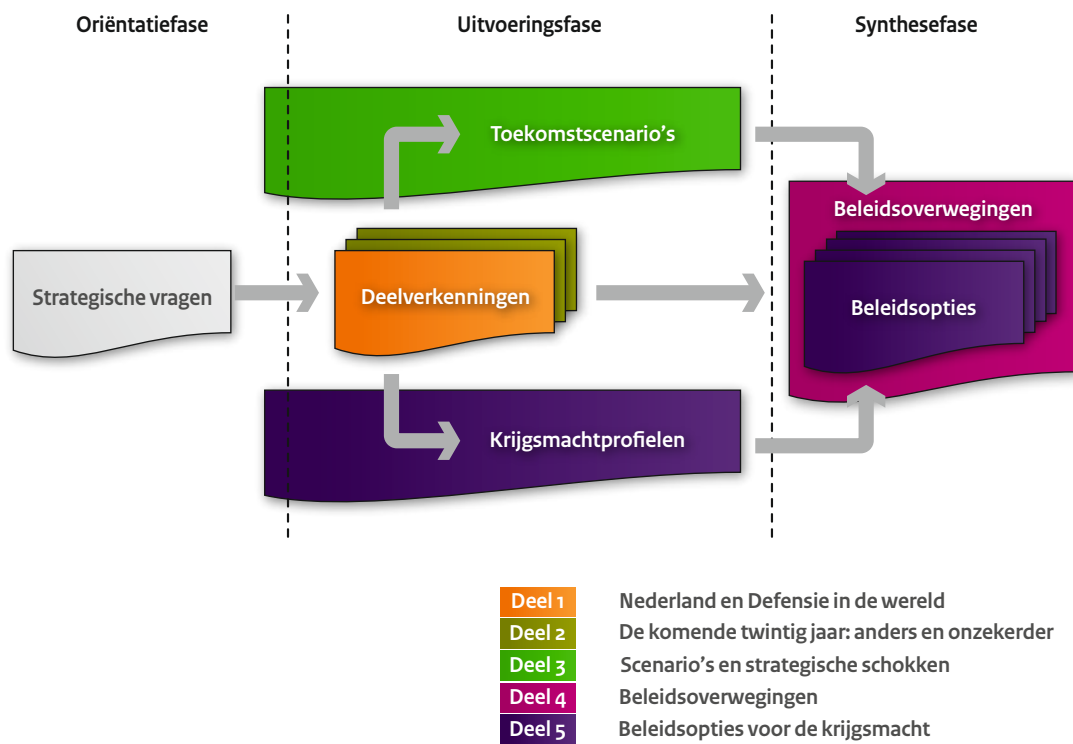 Oriëntatiefase
Uitvoeringsfase
Synthesefase
Toekomstscenario's
Beleidsoverwegingen
Strategische vragen
Deelverkenningen
Beleidsopties
Krijgsmachtprofielen
Deel 1 Nederland en Defensie in de wereld
Deel 2 De komende twintig jaar: anders en onzekerder
Deel 3 Scenario's en strategische schokken
Deel 4 Beleidsoverwegingen
Deel 5 Beleidsopties voor de krijgsmacht